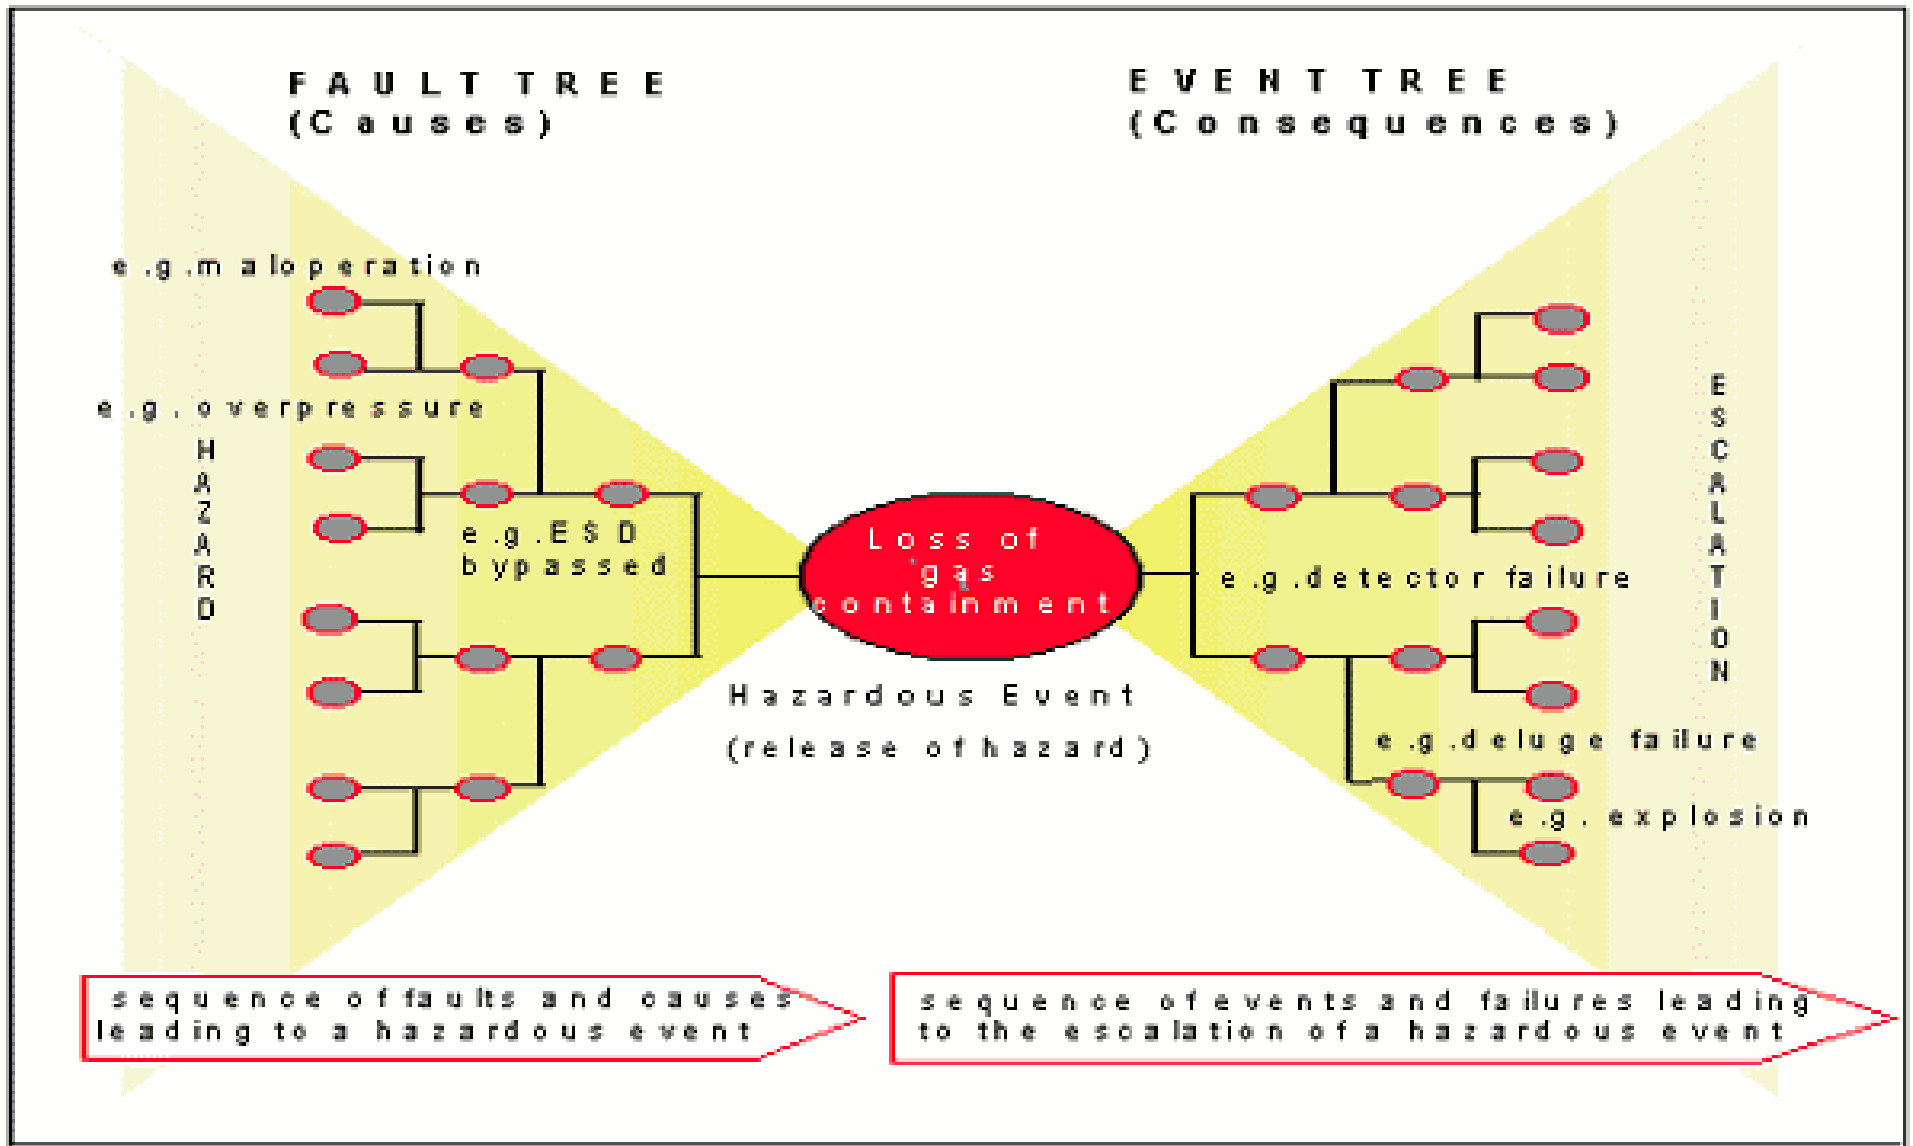 FAULT TREE
(Causes)
EVENT TREE
(Consequences)
e.g.maloperation
e.g. overpressure
HAZARD
e.g.ESD
bypassed
Loss of
gas
containment
Hazardous Event
(release of hazard)
e.g.detector failure
e.g.deluge failure
e.g. explosion
ESCALATION
sequence of faults and causes
leading to a hazardous event
sequence of events and failures leading
to the escalation of a hazardous event